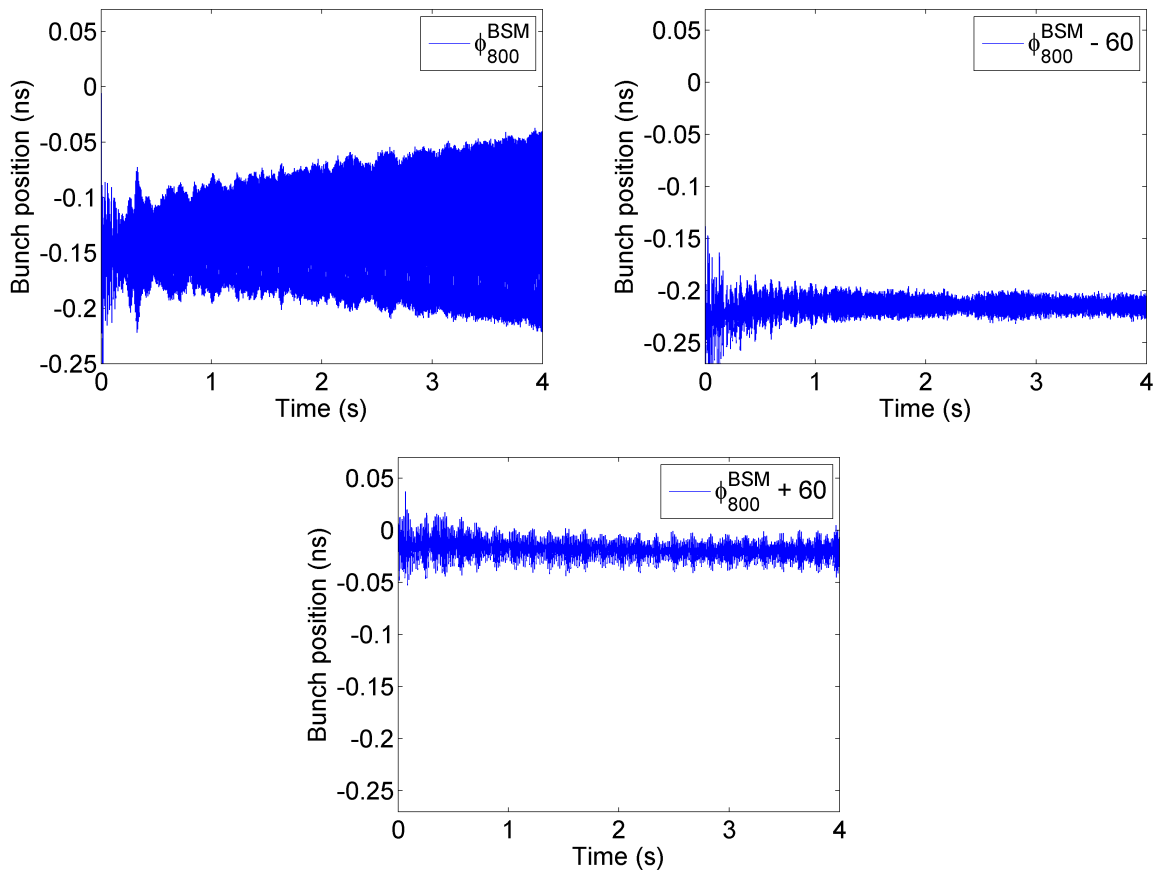 0.05
0
-0.05
-0.1
-0.15
-0.2
-0.25
Bunch position (ns)
0 1 2 3 4
Time (s)
ϕ800BSM
0.05
0
-0.05
-0.1
-0.15
-0.2
-0.25
Bunch position (ns)
0 1 2 3 4
Time (s)
ϕ800BSM - 60
0.05
0
-0.05
-0.1
-0.15
-0.2
-0.25
Bunch position (ns)
0 1 2 3 4
Time (s)
ϕ800BSM + 60